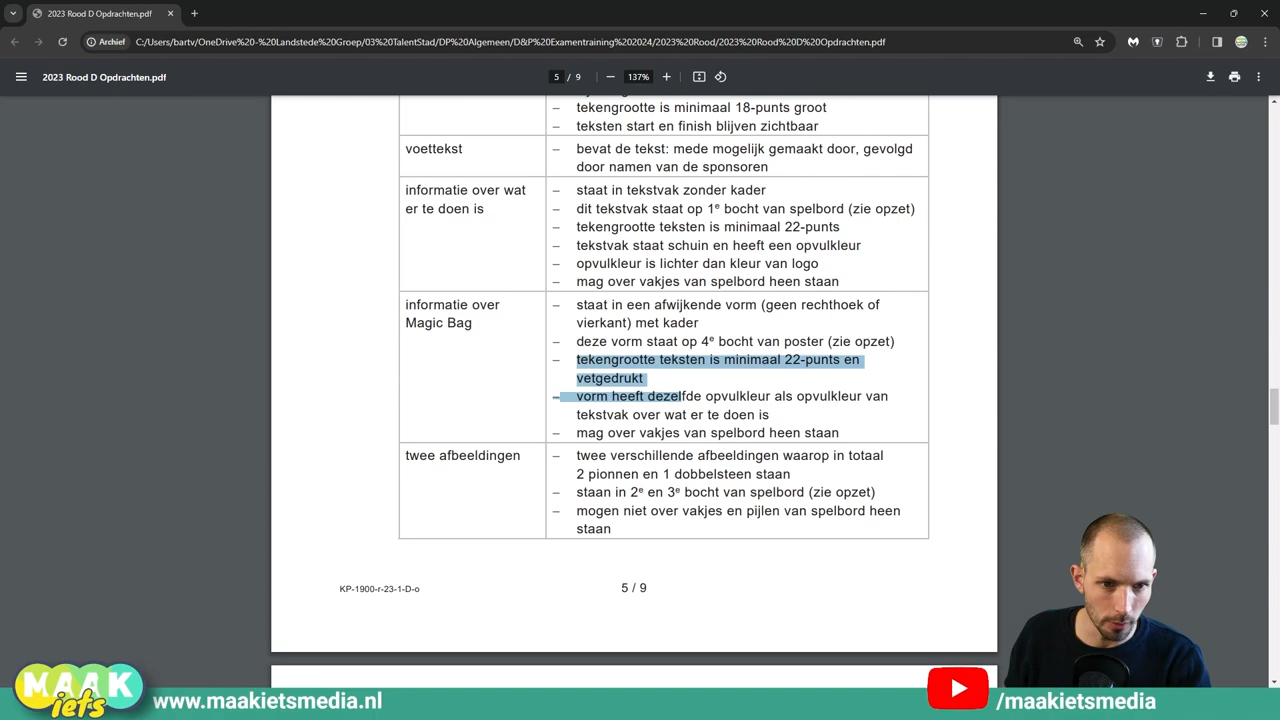 2023 Rood D Opdrachten.pdf
Archief
C:/Users/bartv/OneDrive%20-%20Landstede%20Groep/03%20TalentStad/DP%20Algemeen/D&P%20Examentraining%202024/2023%20Rood/2023%20Rood%20D%20Opdrachten.pdf
2023 Rood D Opdrachten.pdf
5 / 9
137%
– tekengrootte is minimaal 18-punts groot
– teksten start en finish blijven zichtbaar
voettekst
– bevat de tekst: mede mogelijk gemaakt door, gevolgd
door namen van de sponsoren
informatie over wat
er te doen is
– staat in tekstvak zonder kader
– dit tekstvak staat op 1e bocht van spelbord (zie opzet)
– tekengrootte teksten is minimaal 22-punts
– tekstvak staat schuin en heeft een opvulkleur
– opvulkleur is lichter dan kleur van logo
– mag over vakjes van spelbord heen staan
informatie over
Magic Bag
– staat in een afwijkende vorm (geen rechthoek of
vierkant) met kader
– deze vorm staat op 4e bocht van poster (zie opzet)
– tekengrootte teksten is minimaal 22-punts en
vetgedrukt
– vorm heeft dezelfde opvulkleur als opvulkleur van
tekstvak over wat er te doen is
– mag over vakjes van spelbord heen staan
twee afbeeldingen
– twee verschillende afbeeldingen waarop in totaal
2 pionnen en 1 dobbelsteen staan
– staan in 2e en 3e bocht van spelbord (zie opzet)
– mogen niet over vakjes en pijlen van spelbord heen
staan
KP-1900-r-23-1-D-o
5 / 9
MAAK
iets
www.maakietsmedia.nl
/maakietsmedia